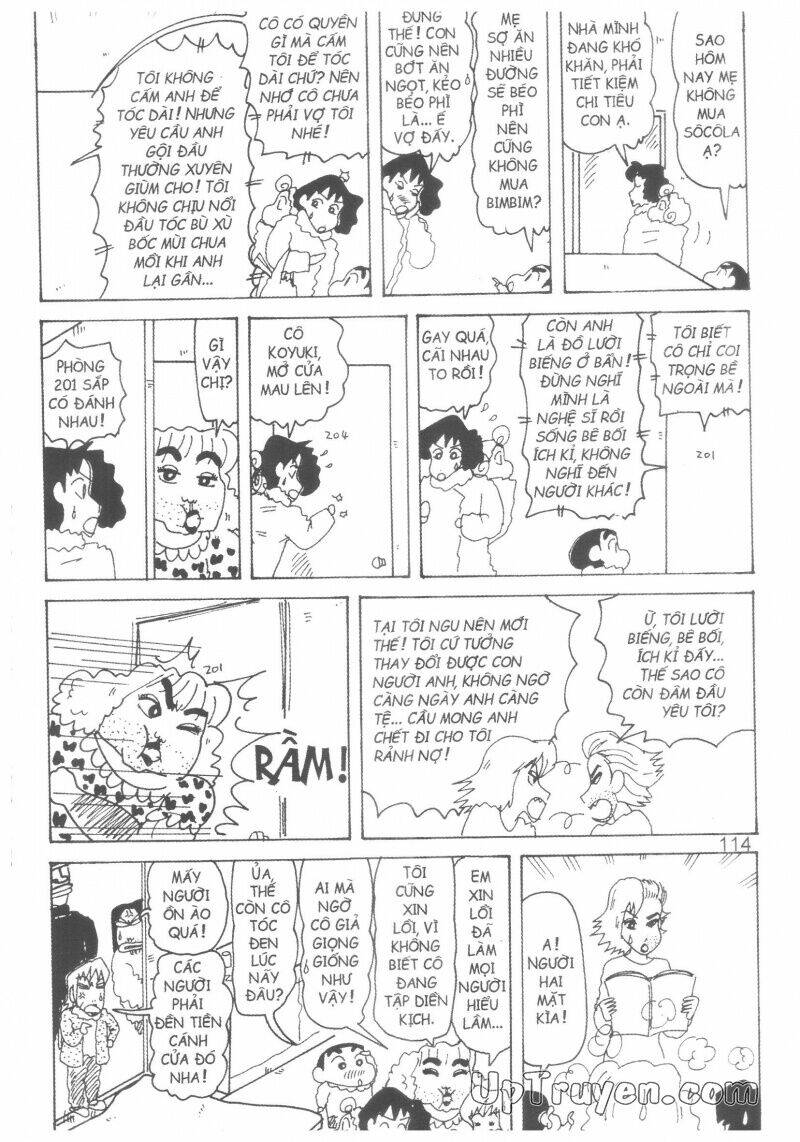 SAO
HÔM
NAY MẸ
KHÔNG
MUA
SÔCÔLA
Ạ?
NHÀ MÌNH
ĐANG KHÓ
KHĂN, PHẢI
TIẾT KIỆM
CHI TIÊU
CON Ạ.
MẸ
SỢ ĂN
NHIỀU
ĐƯỜNG
SẼ BÉO
PHÌ
NÊN
CŨNG
KHÔNG
MUA
BIMBIM?
ĐÚNG
THẾ! CON
CŨNG NÊN
BỚT ĂN
NGỌT, KẺO
BÉO PHÌ
LÀ... Ế
VỢ ĐẤY.
CÔ CÓ QUYỀN
GÌ MÀ CẤM
TÔI ĐỂ TÓC
DÀI CHỨ? NÊN
NHỚ CÔ CHƯA
PHẢI VỢ TÔI
NHÉ!
TÔI KHÔNG
CẤM ANH ĐỂ
TÓC DÀI! NHƯNG
YÊU CẦU ANH
GỘI ĐẦU
THƯỜNG XUYÊN
GIÙM CHO! TÔI
KHÔNG CHỊU NỔI
ĐẦU TÓC BÙ XÙ
BỐC MÙI CHUA
MỖI KHI ANH
LẠI GẦN...
TÔI BIẾT
CÔ CHỈ COI
TRỌNG BỀ
NGOÀI MÀ!
201
CÒN ANH
LÀ ĐỒ LƯỜI
BIẾNG Ở BẨN!
ĐỪNG NGHĨ
MÌNH LÀ
NGHỆ SĨ RỒI
SỐNG BÊ BỐI
ÍCH KỈ, KHÔNG
NGHĨ ĐẾN
NGƯỜI KHÁC!
GAY QUÁ,
CÃI NHAU
TO RỒI!
CÔ
KOYUKI,
MỞ CỬA
MAU LÊN!
204
GÌ
VẬY
CHỊ?
PHÒNG
201 SẮP
CÓ ĐÁNH
NHAU!
Ừ, TÔI LƯỜI
BIẾNG, BÊ BỐI,
ÍCH KỈ ĐẤY...
THẾ SAO CÔ
CÒN ĐÂM ĐẦU
YÊU TÔI?
TẠI TÔI NGU NÊN MỚI
THẾ! TÔI CỨ TƯỞNG
THAY ĐỔI ĐƯỢC CON
NGƯỜI ANH, KHÔNG NGỜ
CÀNG NGÀY ANH CÀNG
TỆ... CẦU MONG ANH
CHẾT ĐI CHO TÔI
RẢNH NỢ!
201
RẦM!
114
A!
NGƯỜI
HAI
MẶT
KÌA!
EM
XIN
LỖI
ĐÃ
LÀM
MỌI
NGƯỜI
HIỂU
LẦM...
TÔI
CŨNG
XIN
LỖI, VÌ
KHÔNG
BIẾT CÔ
ĐANG
TẬP DIỄN
KỊCH.
AI MÀ
NGỜ
CÔ GIẢ
GIỌNG
GIỐNG
NHƯ
VẬY!
ỦA,
THẾ
CÒN CÔ
TÓC
ĐEN
LÚC
NÃY
ĐÂU?
MẤY
NGƯỜI
ỒN ÀO
QUÁ!
CÁC
NGƯỜI
PHẢI
ĐỀN TIỀN
CÁNH
CỬA ĐÓ
NHA!
UpTruyen.com